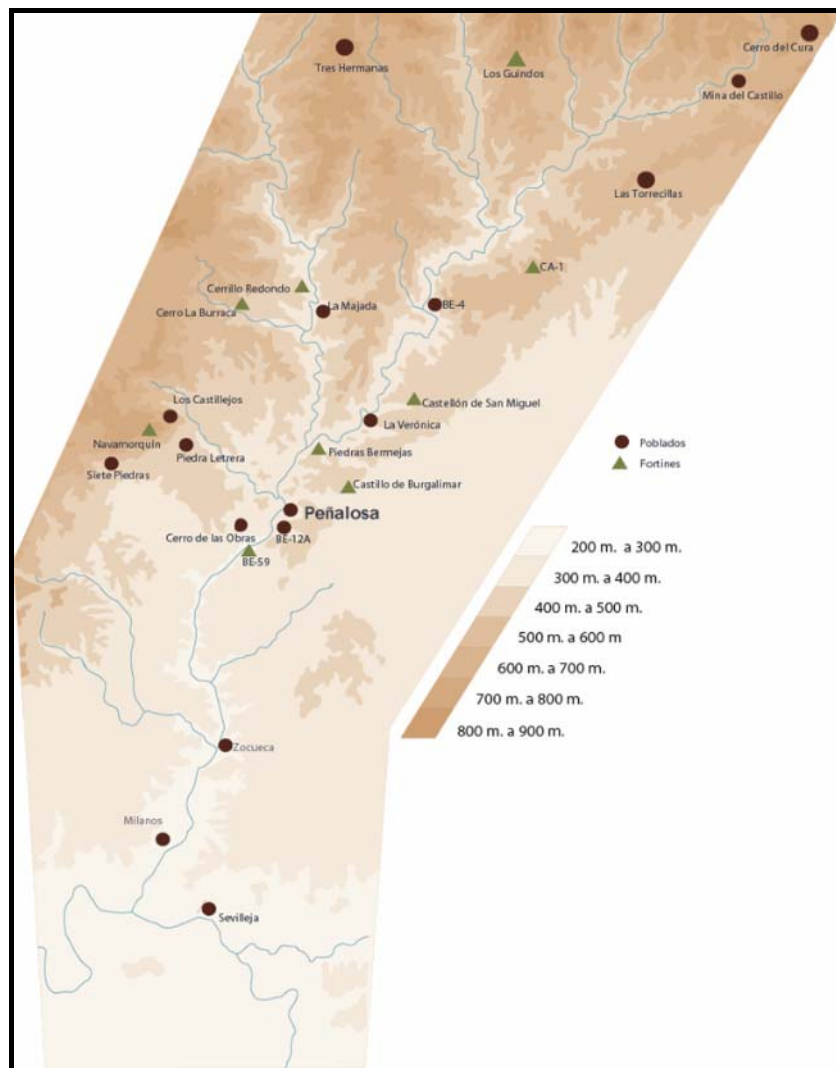 Cerro del Cura
Tres Hermanas
Los Guindos
Mina del Castillo
Las Torrecillas
CA-1
Cerrillo Redondo
La Majada
BE-4
Cerro La Burraca
Los Castillejos
Castellón de San Miguel
La Verónica
Navamorquín
Piedra Letrera
Piedras Bermejas
Siete Piedras
Castillo de Burgalimar
Peñalosa
Cerro de las Obras
BE-12A
BE-59
Zocueca
Milanos
Sevilleja
Poblados
Fortines
200 m. a 300 m.
300 m. a 400 m.
400 m. a 500 m.
500 m. a 600 m
600 m. a 700 m.
700 m. a 800 m.
800 m. a 900 m.